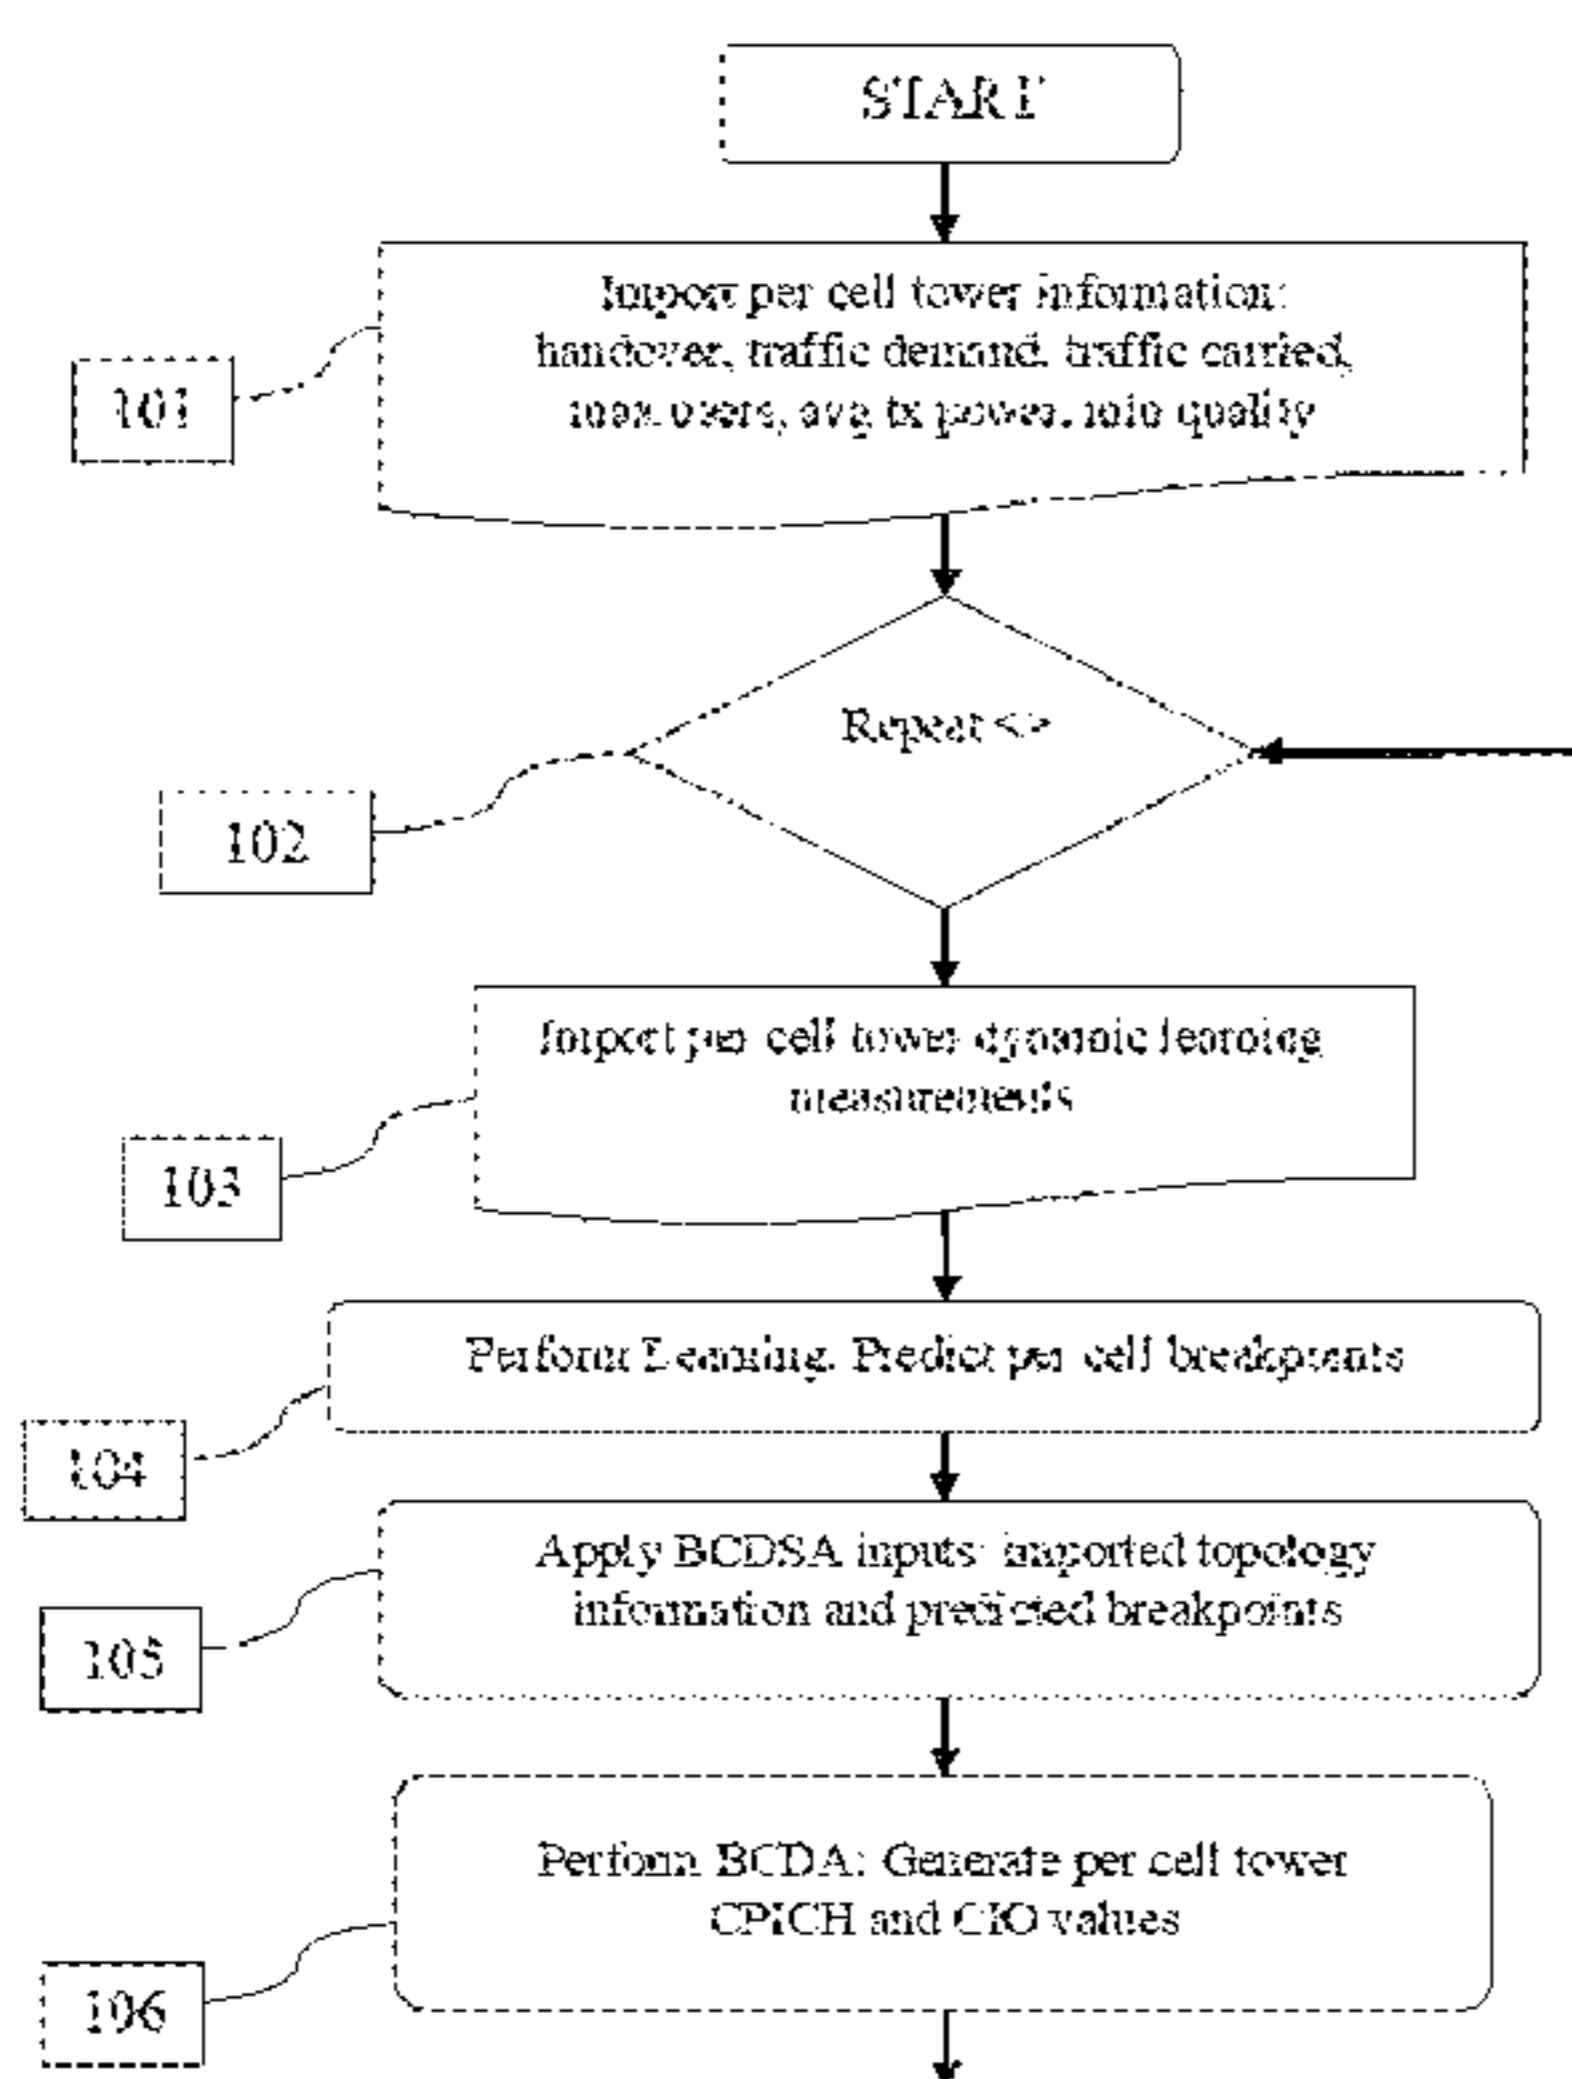 START
Import per cell tower information:
handover, traffic demand, traffic carried,
max users, avg tx power, min quality
101
Repeat <>
102
Import per cell tower dynamic learning
measurements
103
Perform Learning. Predict per cell breakpoints
104
Apply BCDSA inputs: imported topology
information and predicted breakpoints
105
Perform BCDA: Generate per cell tower
CPICH and CIO values
106